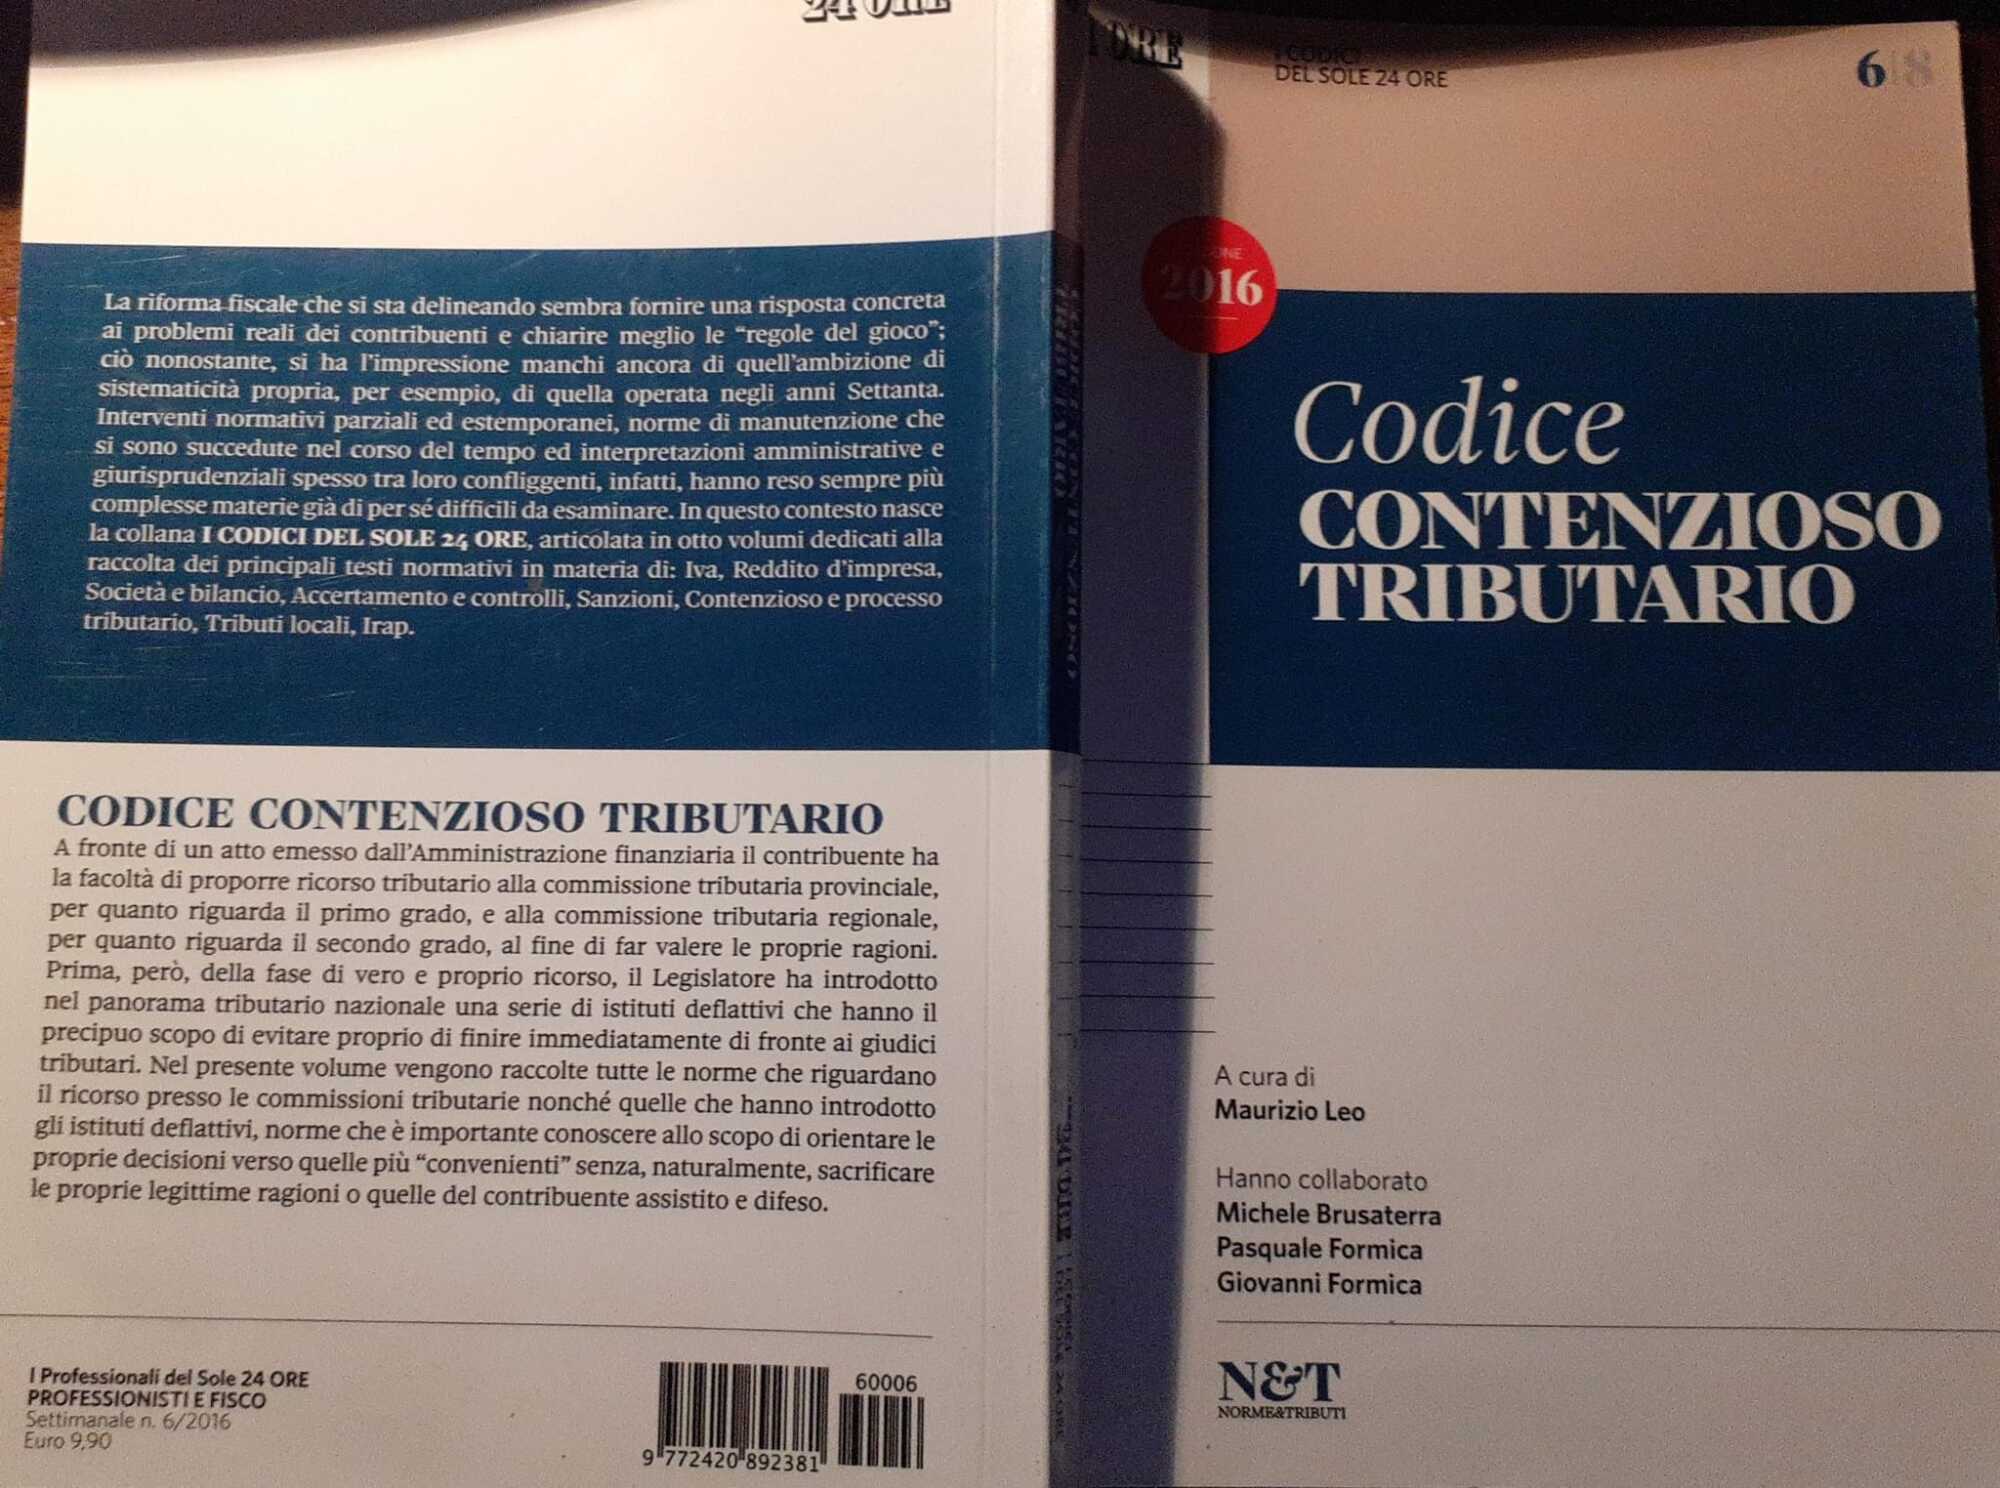 24 ORE
La riforma fiscale che si sta delineando sembra fornire una risposta concreta
ai problemi reali dei contribuenti e chiarire meglio le “regole del gioco”;
ciò nonostante, si ha l’impressione manchi ancora di quell’ambizione di
sistematicità propria, per esempio, di quella operata negli anni Settanta.
Interventi normativi parziali ed estemporanei, norme di manutenzione che
si sono succedute nel corso del tempo ed interpretazioni amministrative e
giurisprudenziali spesso tra loro confliggenti, infatti, hanno reso sempre più
complesse materie già di per sé difficili da esaminare. In questo contesto nasce
la collana I CODICI DEL SOLE 24 ORE, articolata in otto volumi dedicati alla
raccolta dei principali testi normativi in materia di: Iva, Reddito d’impresa,
Società e bilancio, Accertamento e controlli, Sanzioni, Contenzioso e processo
tributario, Tributi locali, Irap.
CODICE CONTENZIOSO TRIBUTARIO
A fronte di un atto emesso dall’Amministrazione finanziaria il contribuente ha
la facoltà di proporre ricorso tributario alla commissione tributaria provinciale,
per quanto riguarda il primo grado, e alla commissione tributaria regionale,
per quanto riguarda il secondo grado, al fine di far valere le proprie ragioni.
Prima, però, della fase di vero e proprio ricorso, il Legislatore ha introdotto
nel panorama tributario nazionale una serie di istituti deflattivi che hanno il
precipuo scopo di evitare proprio di finire immediatamente di fronte ai giudici
tributari. Nel presente volume vengono raccolte tutte le norme che riguardano
il ricorso presso le commissioni tributarie nonché quelle che hanno introdotto
gli istituti deflattivi, norme che è importante conoscere allo scopo di orientare le
proprie decisioni verso quelle più “convenienti” senza, naturalmente, sacrificare
le proprie legittime ragioni o quelle del contribuente assistito e difeso.
I Professionali del Sole 24 ORE
PROFESSIONISTI E FISCO
Settimanale n. 6/2016
Euro 9,90
60006
9 772420 892381
ORE
I CODICI
DEL SOLE 24 ORE
6|8
2016
Codice
CONTENZIOSO
TRIBUTARIO
A cura di
Maurizio Leo
Hanno collaborato
Michele Brusaterra
Pasquale Formica
Giovanni Formica
N&T
NORME&TRIBUTI